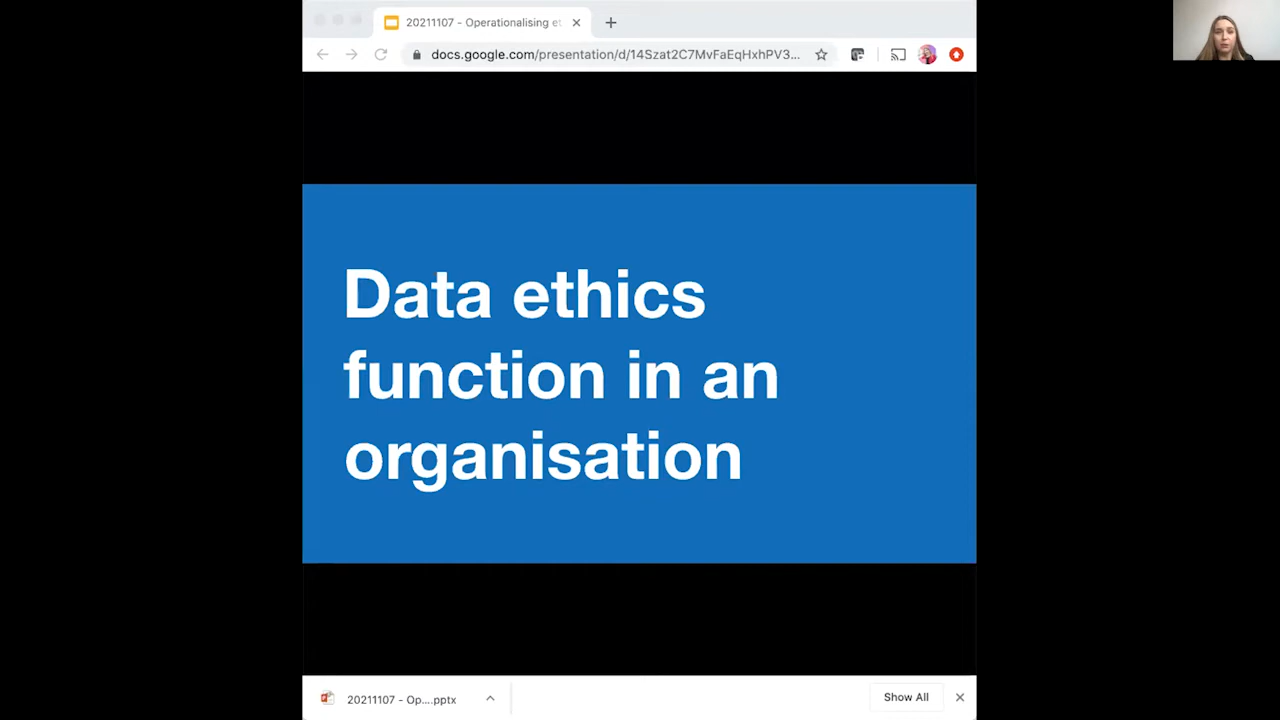 20211107 - Operationalising et
docs.google.com/presentation/d/14Szat2C7MvFaEqHxhPV3...
Data ethics
function in an
organisation
20211107 - Op....pptx
Show All